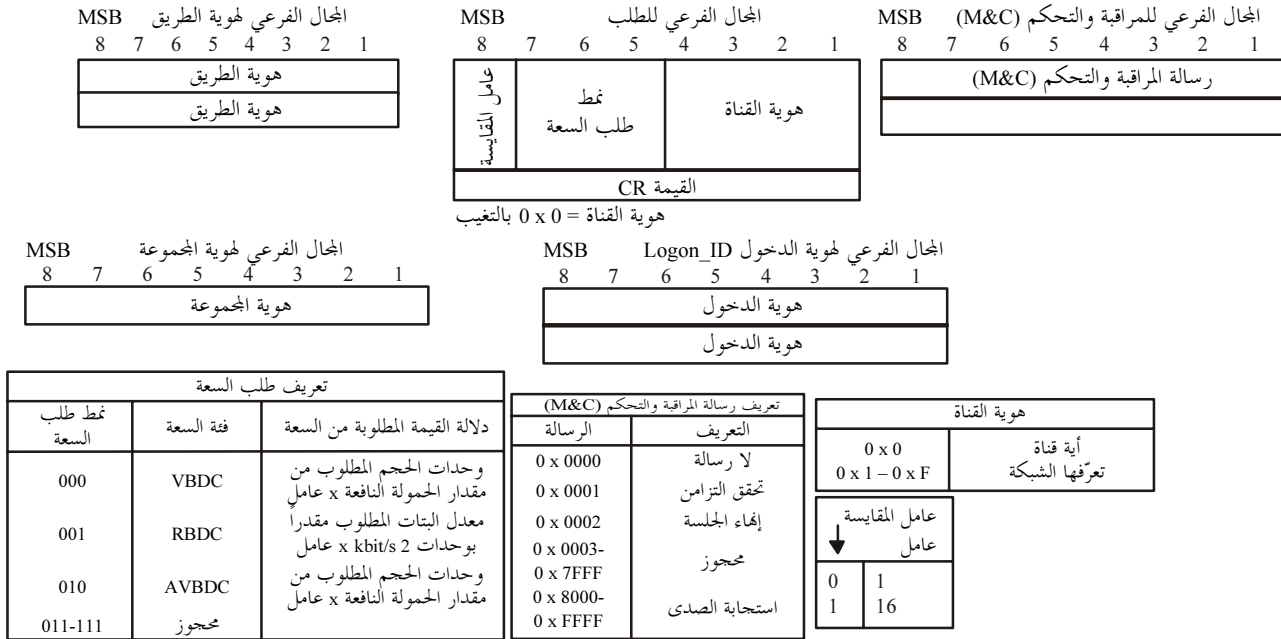 المجال الفرعي لهوية الطريق MSB
8 7 6 5 4 3 2 1
هوية الطريق
هوية الطريق
المجال الفرعي للطلب MSB
8 7 6 5 4 3 2 1
عامل المقايسة
نمط
طلب السعة
هوية القناة
القيمة CR
هوية القناة = 0 x 0 بالتغيب
المجال الفرعي للمراقبة والتحكم (M&C) MSB
8 7 6 5 4 3 2 1
رسالة المراقبة والتحكم (M&C)
المجال الفرعي لهوية المجموعة MSB
8 7 6 5 4 3 2 1
هوية المجموعة
المجال الفرعي لهوية الدخول Logon_ID MSB
8 7 6 5 4 3 2 1
هوية الدخول
هوية الدخول
تعريف طلب السعة
نمط طلب
السعة
فئة السعة
دلالة القيمة المطلوبة من السعة
000
VBDC
وحدات الحجم المطلوب من
مقدار الحمولة النافعة x عامل
001
RBDC
معدل البتات المطلوب مقدراً
بوحدات 2 kbit/s x عامل
010
AVBDC
وحدات الحجم المطلوب من
مقدار الحمولة النافعة x عامل
011-111
محجوز
تعريف رسالة المراقبة والتحكم (M&C)
الرسالة
التعريف
0 x 0000
لا رسالة
0 x 0001
تحقق التزامن
0 x 0002
إنهاء الجلسة
0 x 0003-
0 x 7FFF
محجوز
0 x 8000-
0 x FFFF
استجابة الصدى
هوية القناة
0 x 0
أية قناة
0 x 1 – 0 x F
تعرّفها الشبكة
عامل المقايسة
عامل
0 1
1 16